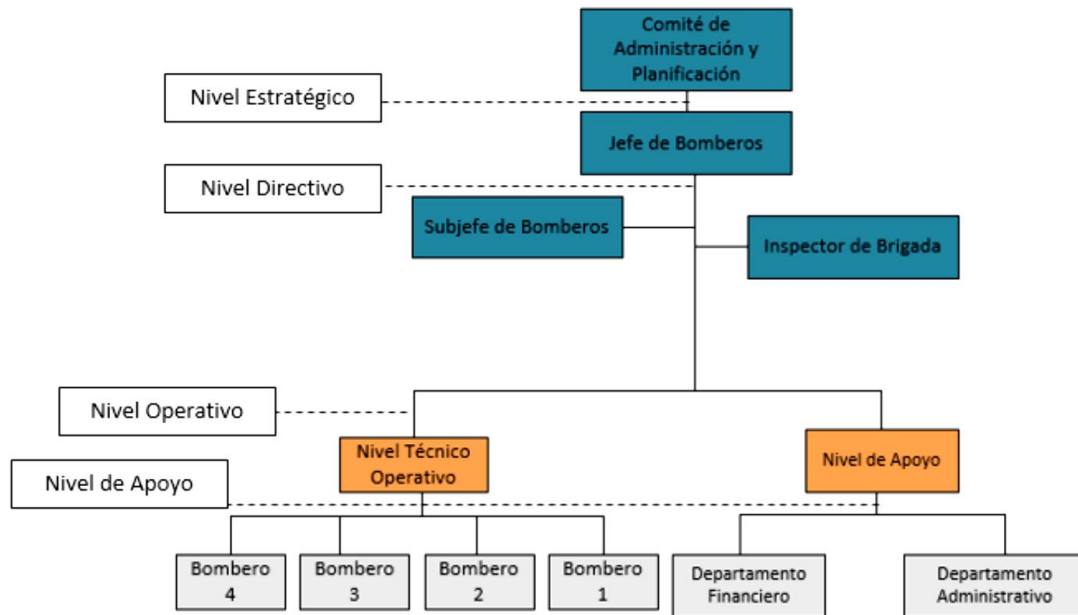 Comité de
Administración y
Planificación
Nivel Estratégico
Jefe de Bomberos
Nivel Directivo
Subjefe de Bomberos
Inspector de Brigada
Nivel Operativo
Nivel Técnico
Operativo
Nivel de Apoyo
Nivel de Apoyo
Bombero
4
Bombero
3
Bombero
2
Bombero
1
Departamento
Financiero
Departamento
Administrativo